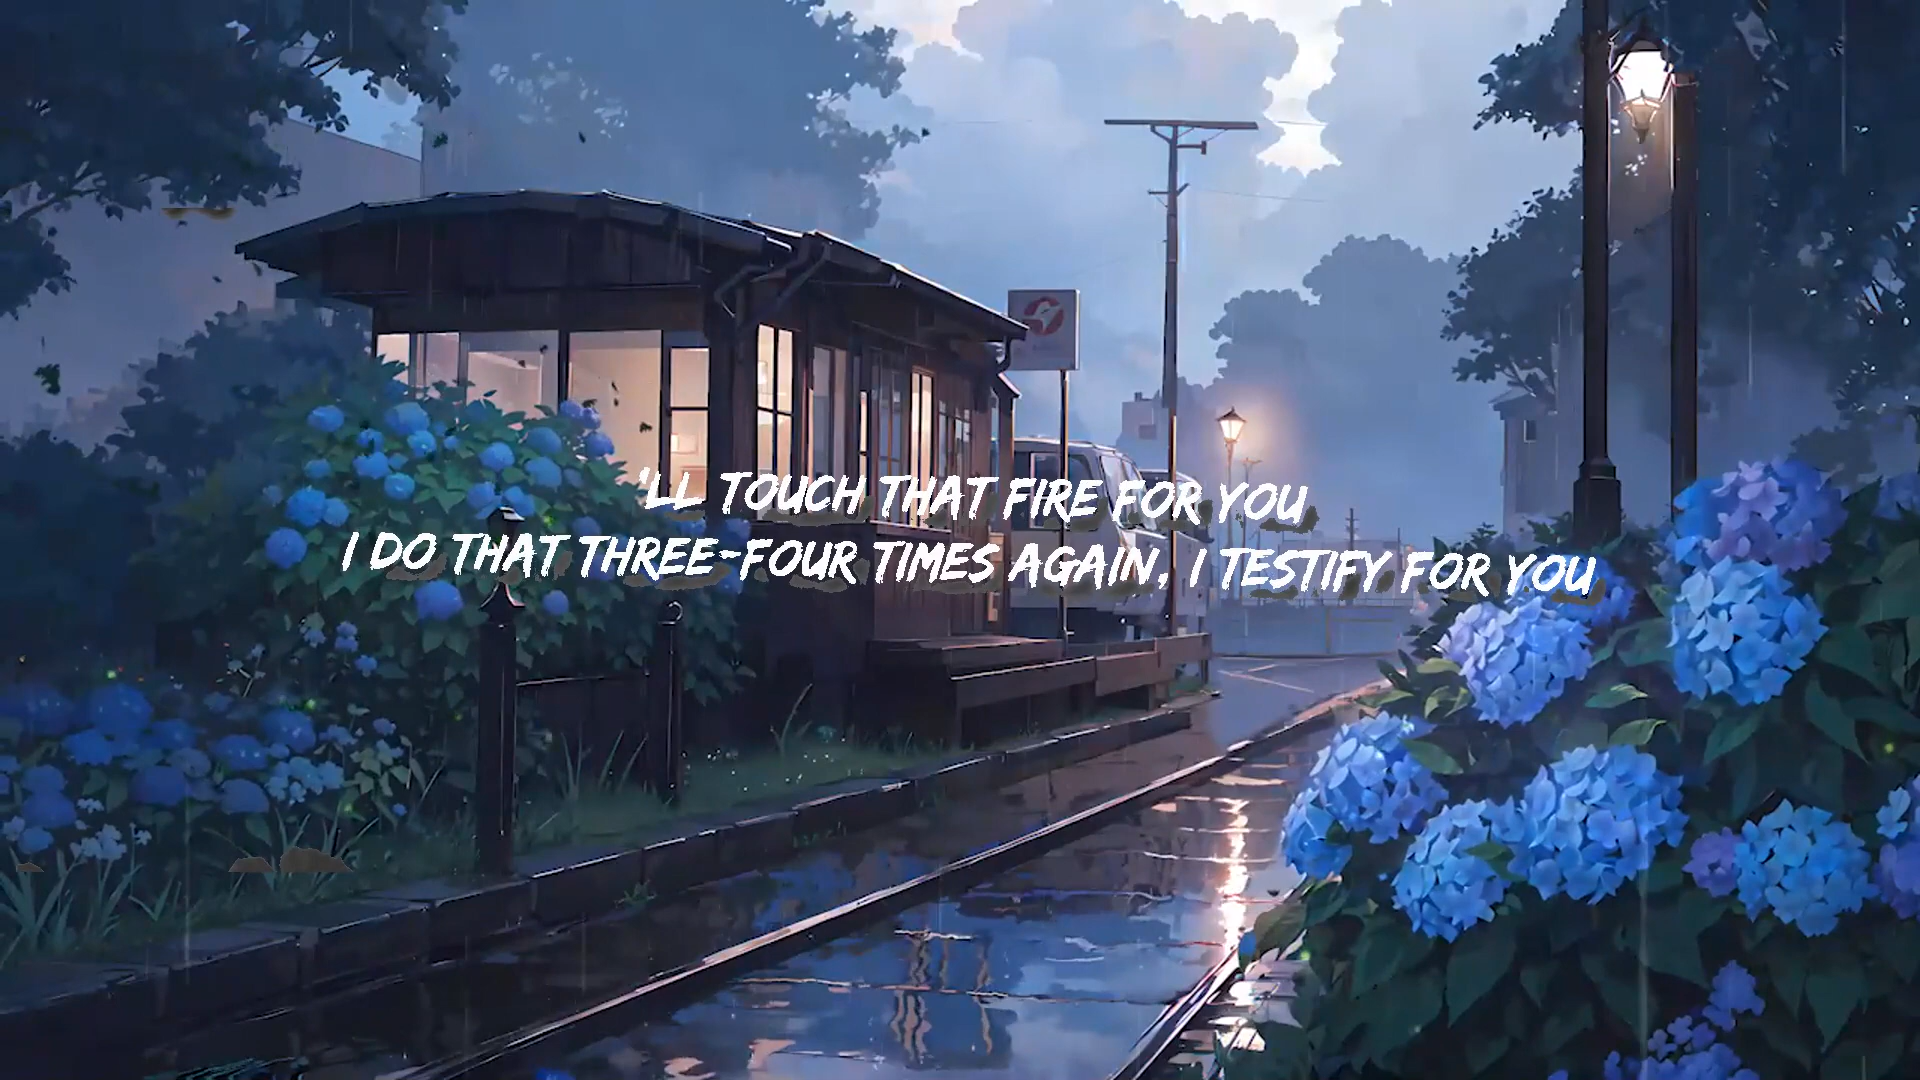 'LL TOUCH THAT FIRE FOR YOU
I DO THAT THREE-FOUR TIMES AGAIN, I TESTIFY FOR YOU